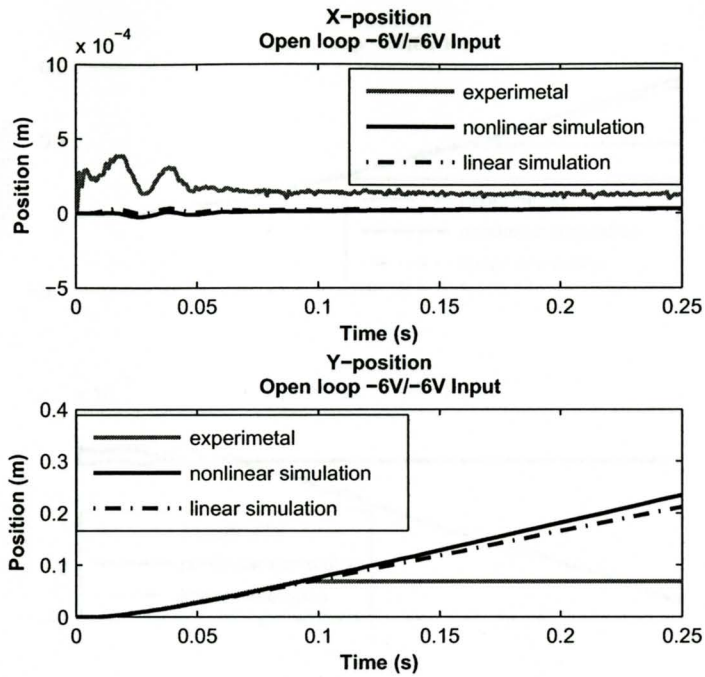 X−position
Open loop −6V/−6V Input
x 10⁻⁴
10
5
0
−5
Position (m)
experimetal
nonlinear simulation
linear simulation
0 0.05 0.1 0.15 0.2 0.25
Time (s)
Y−position
Open loop −6V/−6V Input
0.4
0.3
0.2
0.1
0
Position (m)
experimetal
nonlinear simulation
linear simulation
0 0.05 0.1 0.15 0.2 0.25
Time (s)